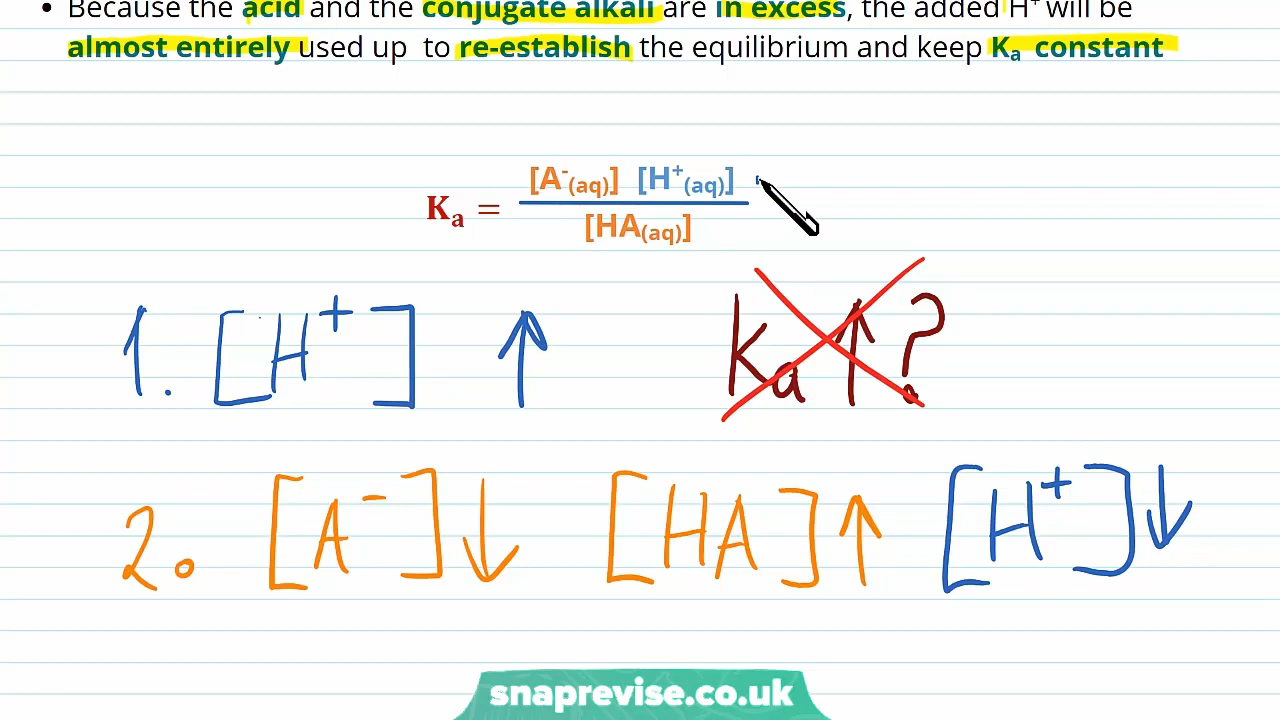 • Because the acid and the conjugate alkali are in excess, the added H⁺ will be
almost entirely used up to re-establish the equilibrium and keep Kₐ constant
[A⁻(aq)] [H⁺(aq)]
Kₐ =
[HA(aq)]
1. [H⁺] ↑ Kₐ↑?
2. [A⁻]↓ [HA]↑ [H⁺]↓
snaprevise.co.uk